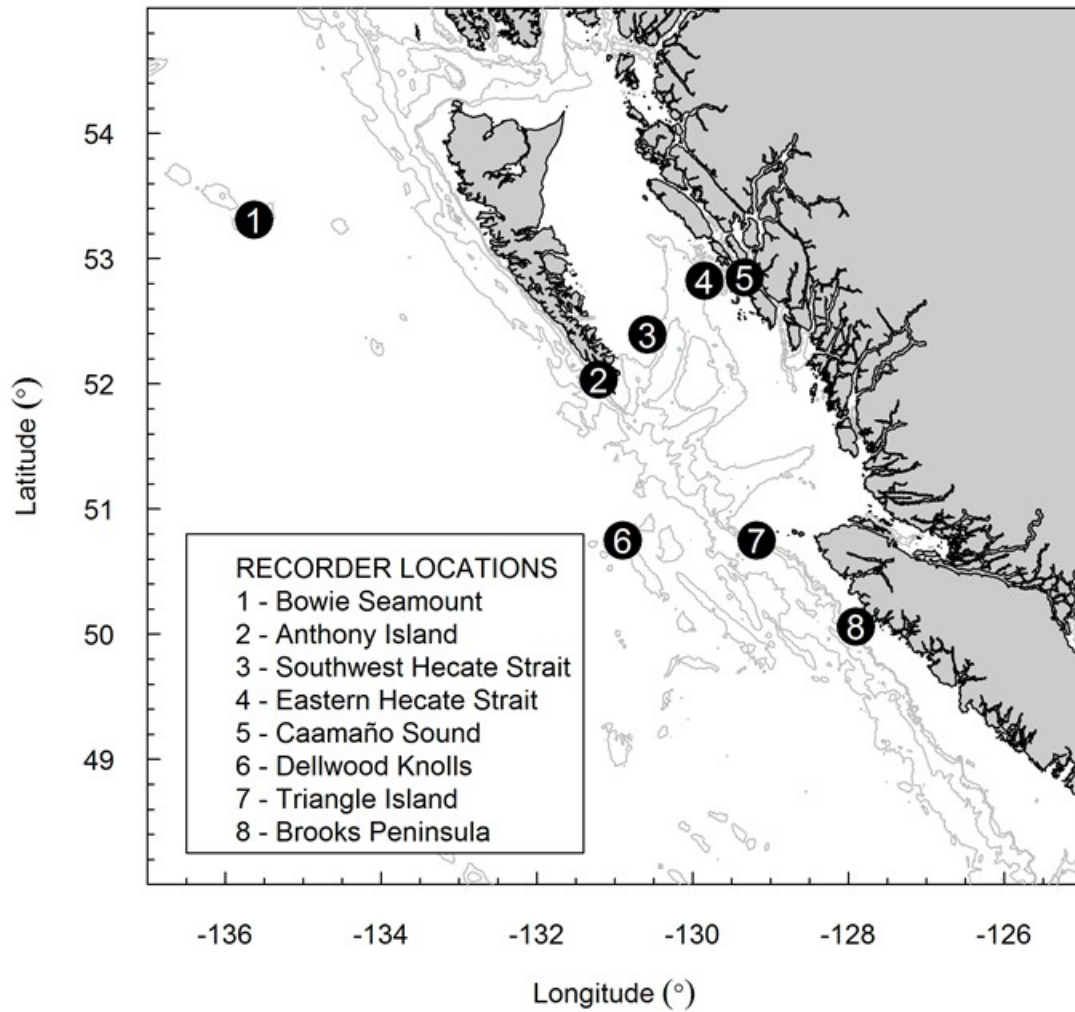 54
53
52
51
50
49
Latitude (°)
1
2
3
4
5
6
7
8
RECORDER LOCATIONS
1 - Bowie Seamount
2 - Anthony Island
3 - Southwest Hecate Strait
4 - Eastern Hecate Strait
5 - Caamaño Sound
6 - Dellwood Knolls
7 - Triangle Island
8 - Brooks Peninsula
-136 -134 -132 -130 -128 -126
Longitude (°)